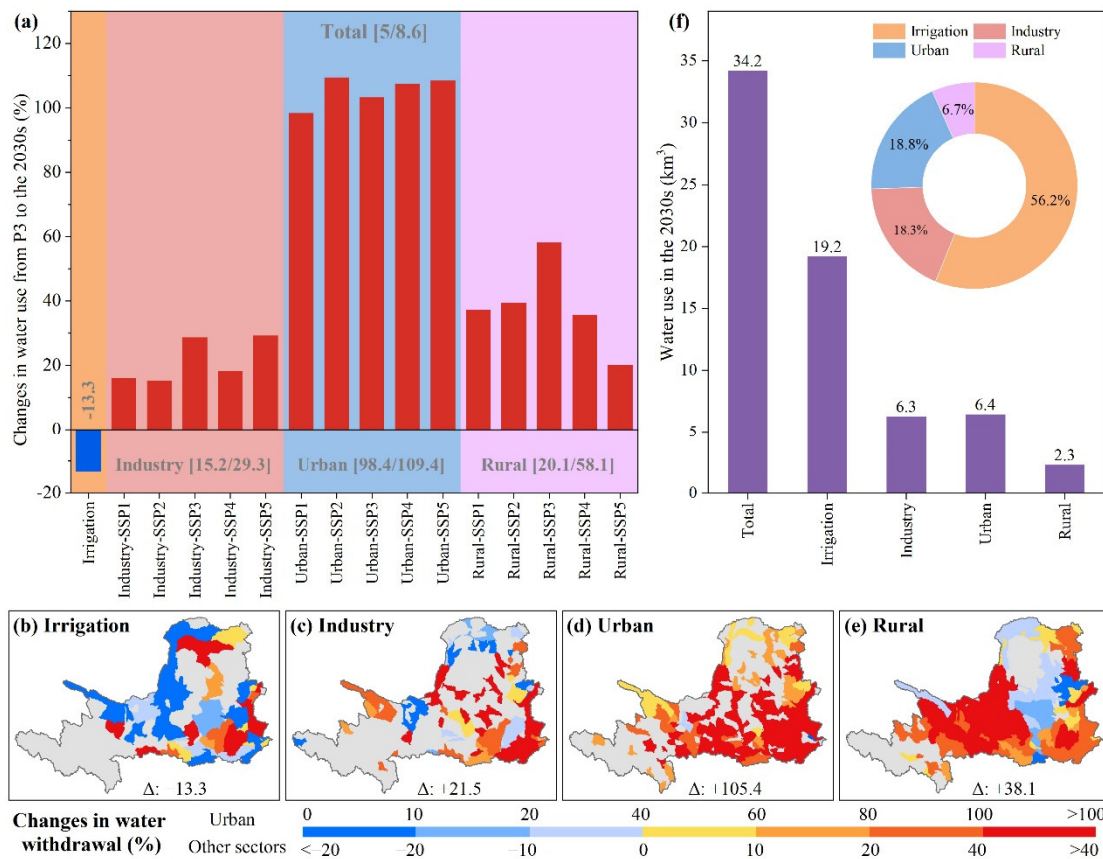 (a)
Changes in water use from P3 to the 2030s (%)
120
100
80
60
40
20
0
-20
Total [5/8.6]
-13.3
Industry [15.2/29.3]
Urban [98.4/109.4]
Rural [20.1/58.1]
Irrigation
Industry-SSP1
Industry-SSP2
Industry-SSP3
Industry-SSP4
Industry-SSP5
Urban-SSP1
Urban-SSP2
Urban-SSP3
Urban-SSP4
Urban-SSP5
Rural-SSP1
Rural-SSP2
Rural-SSP3
Rural-SSP4
Rural-SSP5
(f)
Water use in the 2030s (km³)
35
30
25
20
15
10
5
0
Irrigation Industry
Urban Rural
34.2
19.2
6.3
6.4
2.3
6.7%
18.8%
18.3%
56.2%
Total
Irrigation
Industry
Urban
Rural
(b) Irrigation
Δ: −13.3
(c) Industry
Δ: +21.5
(d) Urban
Δ: +105.4
(e) Rural
Δ: +38.1
Changes in water
withdrawal (%)
Urban 0 10 20 40 60 80 100 >100
Other sectors <−20 −20 −10 0 10 20 40 >40